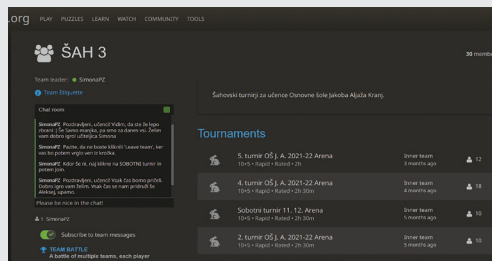 .org PLAY PUZZLES LEARN WATCH COMMUNITY TOOLS
ŠAH 3
30 membe
Team leader: SimonaPZ
Team Etiquette
Chat room
SimonaPZ Pozdravljeni, učenci! Vidim, da ste že lepo
zbrani :) Še Samo manjka, pa smo za danes vsi. Želim
vam dobro igro! učiteljica Simona
SimonaPZ Pazite, da ne boste kliknili 'Leave team', ker
vas bo potem vrglo ven iz krožka.
SimonaPZ Kdor še ni, naj klikne na SOBOTNI turnir in
potem join.
SimonaPZ Pozdravljeni, učenci! Vsak čas bomo pričeli.
Dobro igro vam želim. Vsak čas se nam pridruži še
Aleksej, upamo.
Please be nice in the chat!
1 SimonaPZ
Subscribe to team messages
TEAM BATTLE
A battle of multiple teams, each player
Šahovski turnirji za učence Osnovne šole Jakoba Aljaža Kranj.
Tournaments
5. turnir OŠ J. A. 2021-22 Arena
10+5 • Rapid • Rated • 2h
Inner team
3 months ago
12
4. turnir OŠ J. A. 2021-22 Arena
10+5 • Rapid • Rated • 2h 30m
Inner team
4 months ago
18
Sobotni turnir 11. 12. Arena
10+5 • Rapid • Rated • 2h 30m
Inner team
5 months ago
10
2. turnir OŠ J. A. 2021-22 Arena
10+5 • Rapid • Rated • 2h 30m
Inner team
5 months ago
10